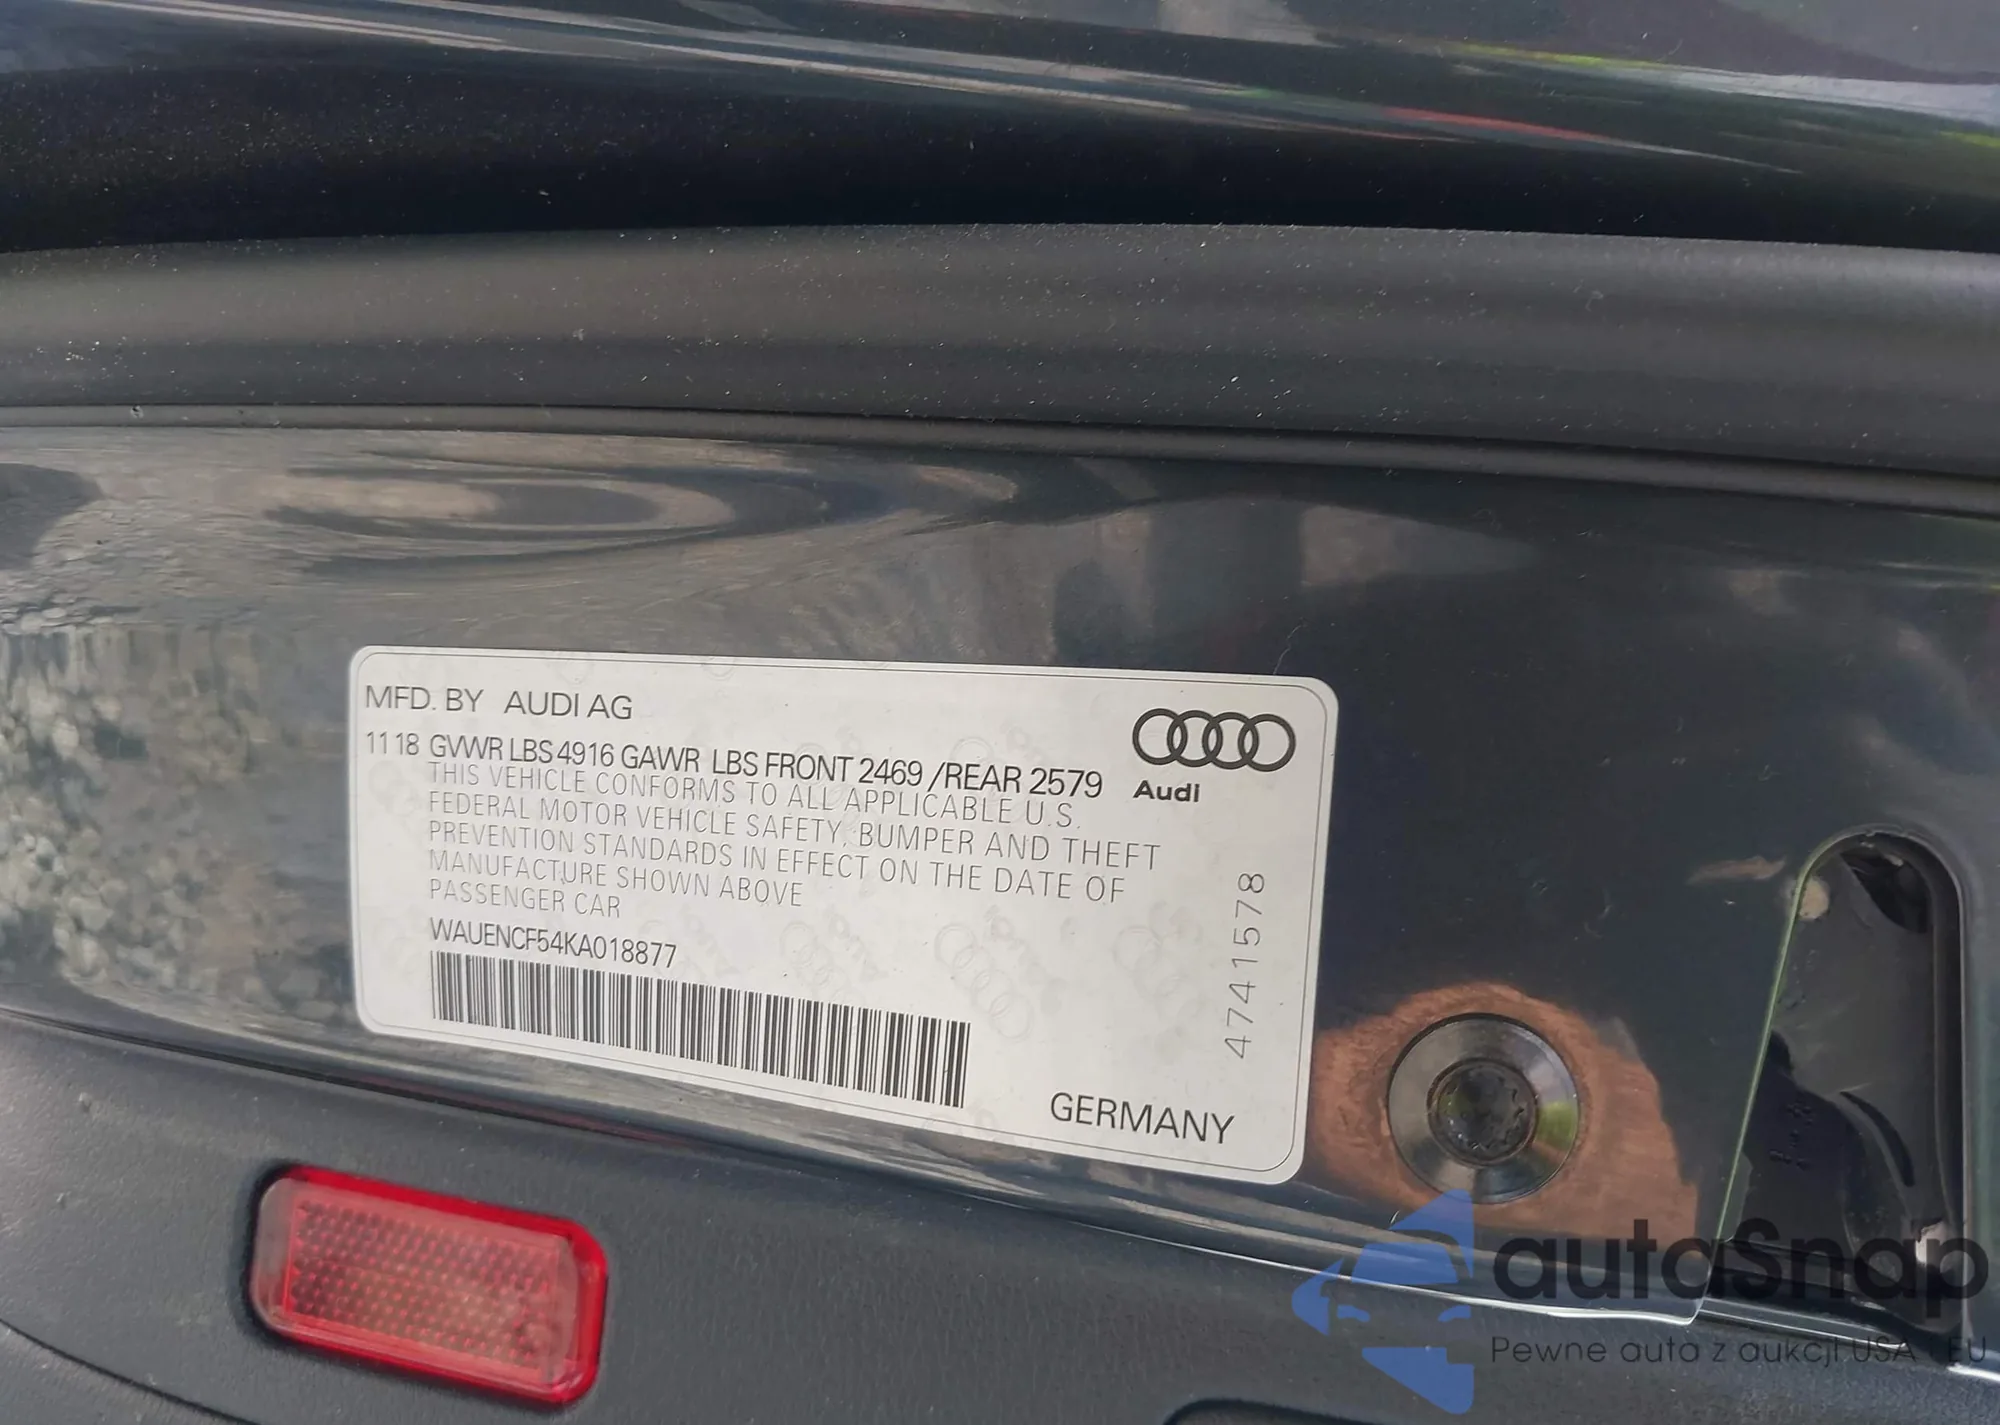 MFD. BY AUDI AG
11 18 GVWR LBS 4916 GAWR LBS FRONT 2469 /REAR 2579
THIS VEHICLE CONFORMS TO ALL APPLICABLE U.S.
FEDERAL MOTOR VEHICLE SAFETY, BUMPER AND THEFT
PREVENTION STANDARDS IN EFFECT ON THE DATE OF
MANUFACTURE SHOWN ABOVE
PASSENGER CAR
WAUENCF54KA018877
Audi
4741578
GERMANY
autoSnap
Pewne auta z aukcji USA i EU